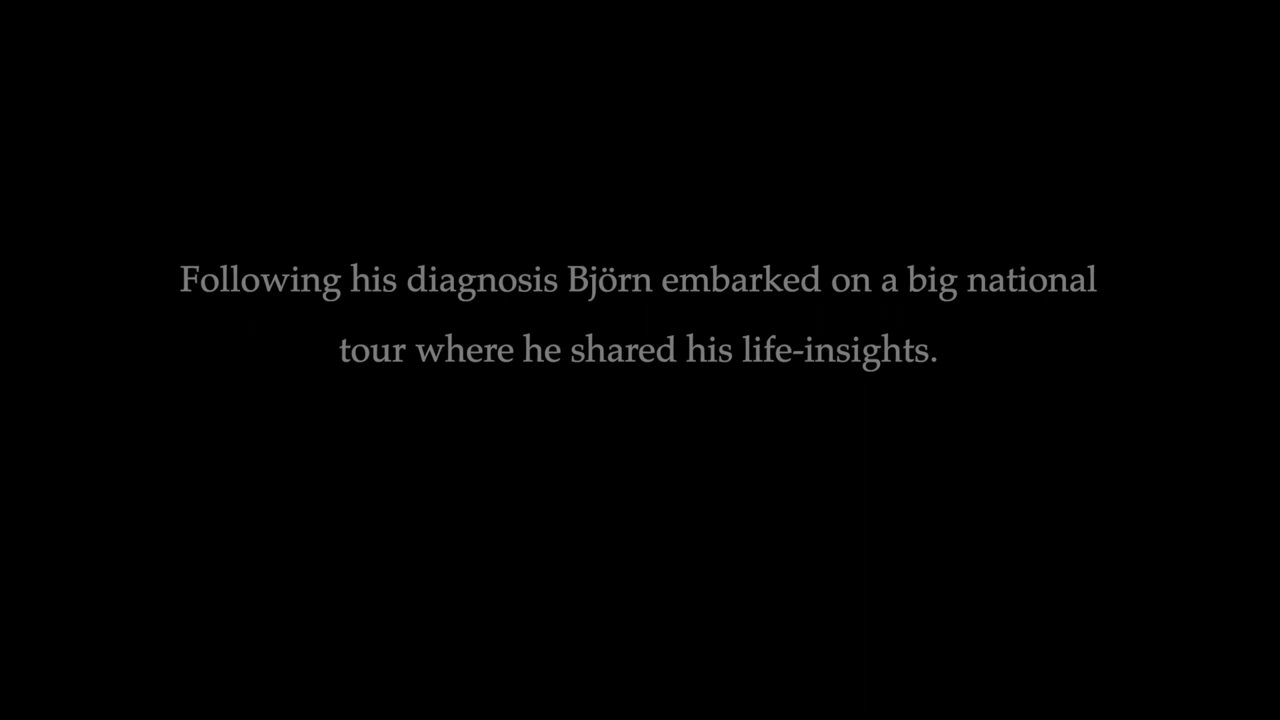 Following his diagnosis Björn embarked on a big national
tour where he shared his life-insights.